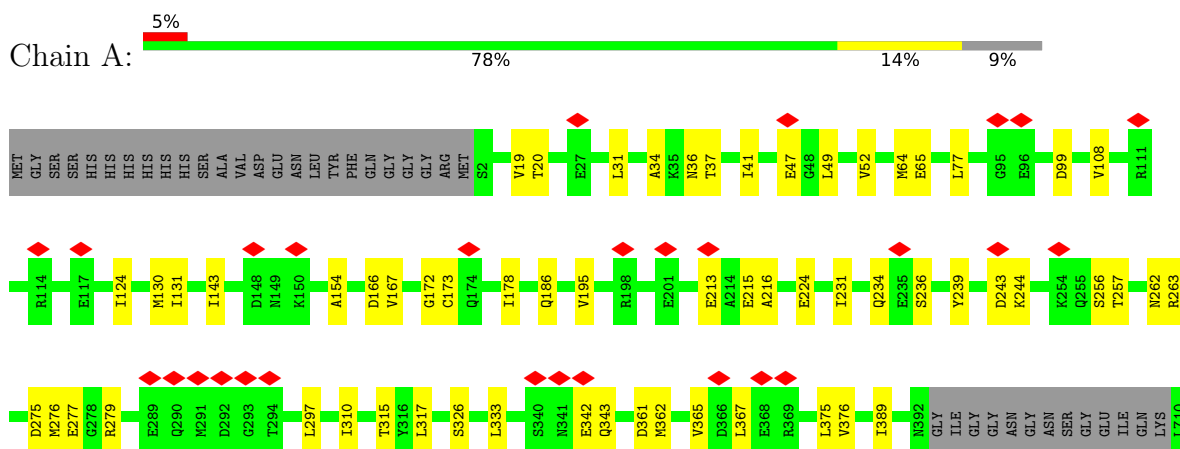 5%
Chain A:
78% 14% 9%
MET GLY SER SER HIS HIS HIS HIS HIS HIS SER ALA VAL ASP GLU ASN LEU TYR PHE GLN GLY GLY GLY ARG MET S2 V19 T20 E27 L31 A34 K35 N36 T37 I41 E47 G48 L49 V52 M64 E65 L77 G95 E96 D99 V108 R111
R114 E117 I124 M130 I131 I143 D148 N149 K150 A154 D166 V167 G172 C173 Q174 I178 Q186 V195 R198 E201 E213 A214 E215 A216 E224 I231 Q234 E235 S236 Y239 D243 K244 K254 Q255 S256 T257 N262 R263
D275 M276 E277 G278 R279 E289 Q290 M291 D292 G293 T294 L297 I310 T315 Y316 L317 S326 L333 S340 N341 E342 Q343 D361 M362 V365 D366 L367 E368 R369 L375 V376 I389 N392 GLY ILE GLY GLY ASN GLY ASN SER GLY GLU ILE GLN LYS L710